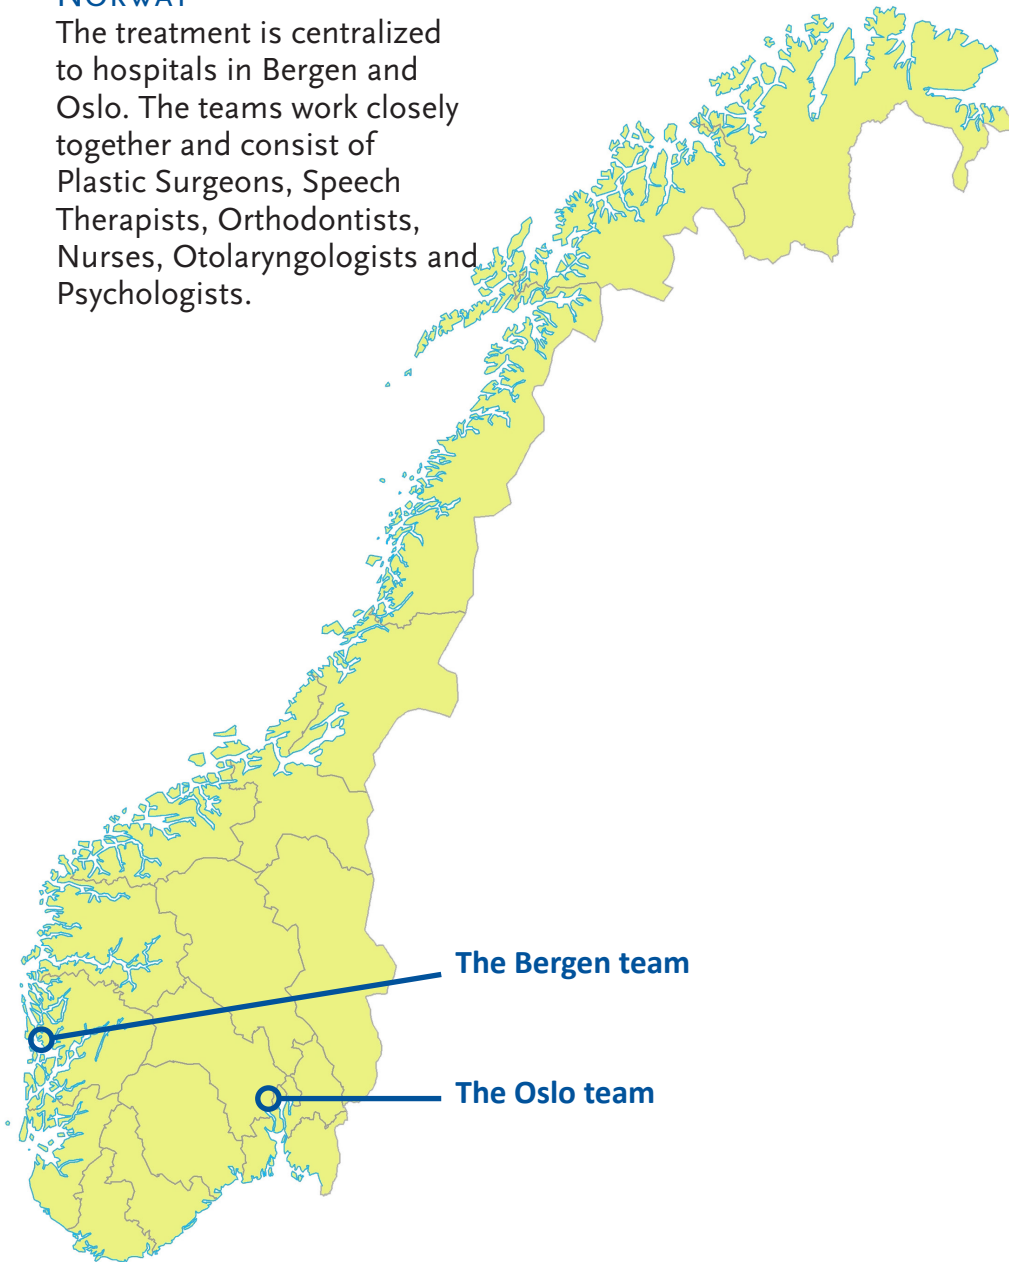 NORWAY
The treatment is centralized
to hospitals in Bergen and
Oslo. The teams work closely
together and consist of
Plastic Surgeons, Speech
Therapists, Orthodontists,
Nurses, Otolaryngologists and
Psychologists.
The Bergen team
The Oslo team